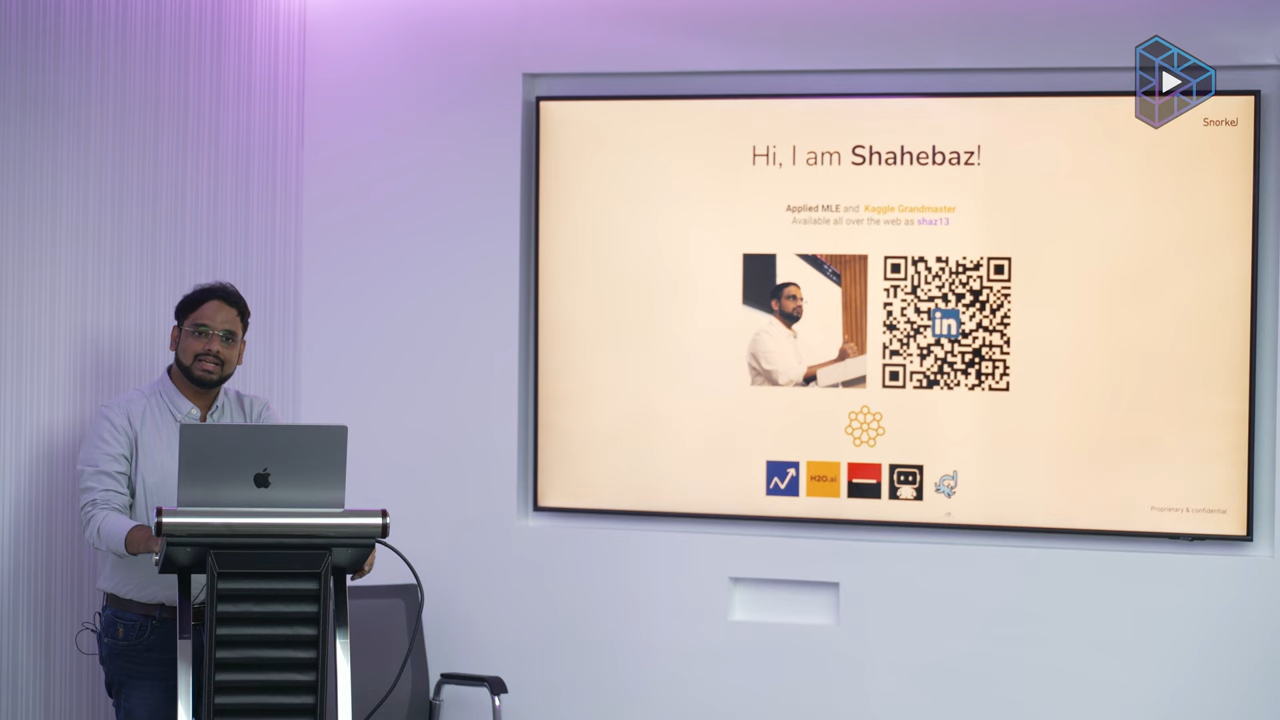 Snorkel
Hi, I am Shahebaz!
Applied MLE and Kaggle Grandmaster
Available all over the web as shaz13
in
H2O.ai
Proprietary & confidential